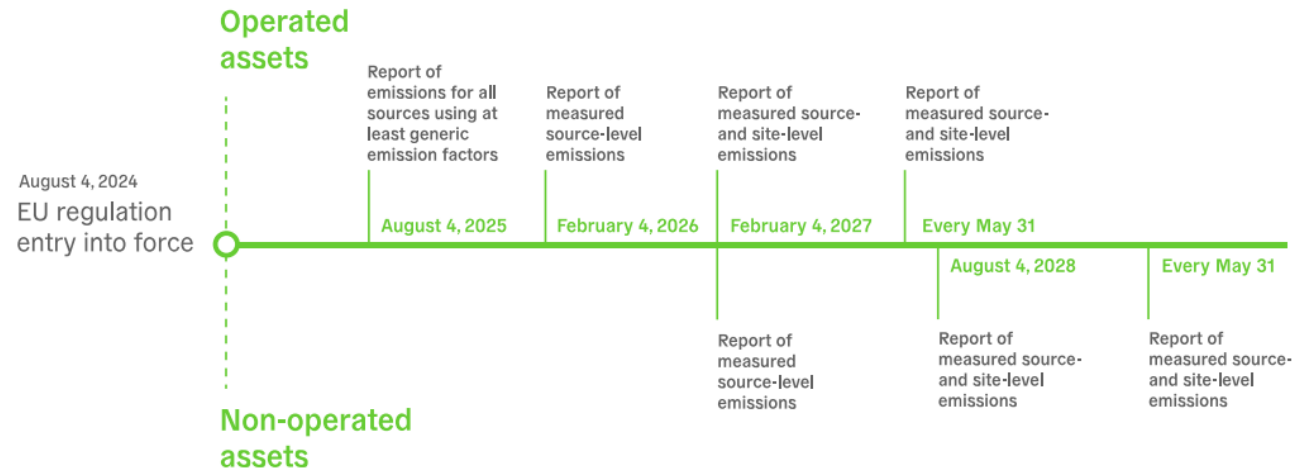 Operated
assets
Report of
emissions for all
sources using at
least generic
emission factors
Report of
measured
source-level
emissions
Report of
measured source-
and site-level
emissions
Report of
measured source-
and site-level
emissions
August 4, 2024
EU regulation
entry into force
August 4, 2025
February 4, 2026
February 4, 2027
Every May 31
August 4, 2028
Every May 31
Report of
measured
source-level
emissions
Report of
measured source-
and site-level
emissions
Report of
measured source-
and site-level
emissions
Non-operated
assets